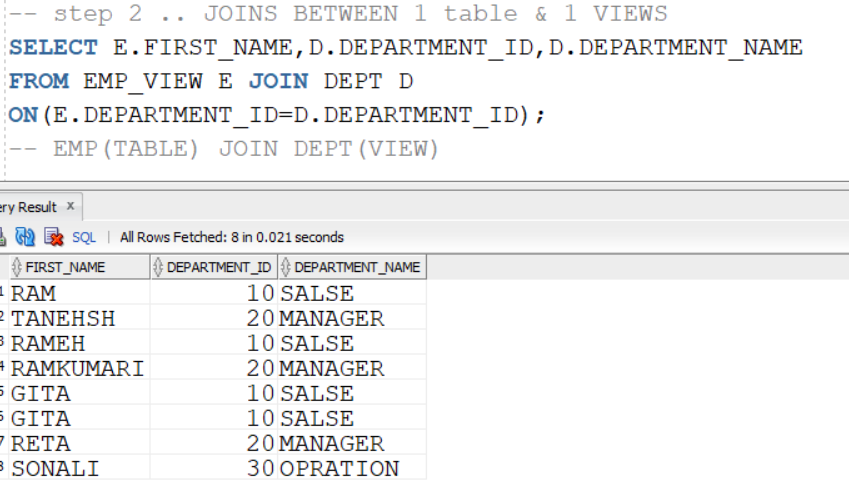 -- step 2 .. JOINS BETWEEN 1 table & 1 VIEWS
SELECT E.FIRST_NAME,D.DEPARTMENT_ID,D.DEPARTMENT_NAME
FROM EMP_VIEW E JOIN DEPT D
ON(E.DEPARTMENT_ID=D.DEPARTMENT_ID);
-- EMP(TABLE) JOIN DEPT(VIEW)
ery Result x
SQL | All Rows Fetched: 8 in 0.021 seconds
FIRST_NAME DEPARTMENT_ID DEPARTMENT_NAME
1 RAM 10 SALSE
2 TANEHSH 20 MANAGER
3 RAMEH 10 SALSE
4 RAMKUMARI 20 MANAGER
5 GITA 10 SALSE
6 GITA 10 SALSE
7 RETA 20 MANAGER
8 SONALI 30 OPRATION